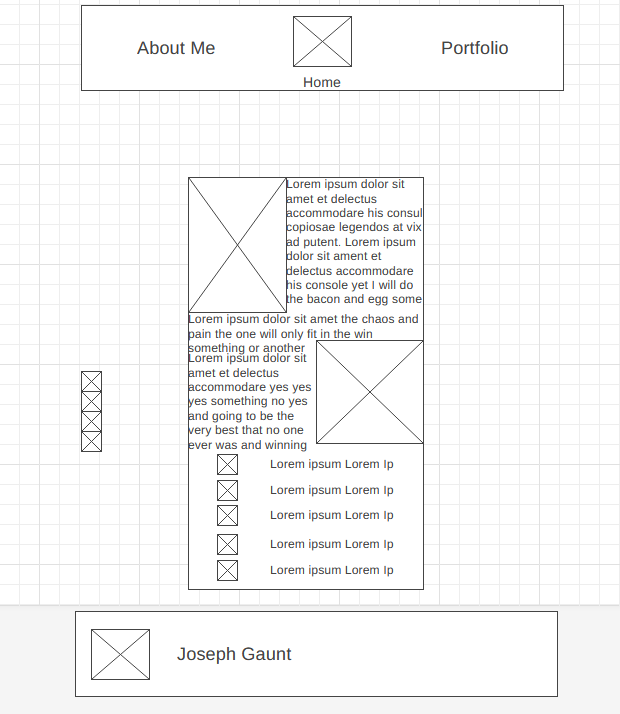 About Me
Portfolio
Home
Lorem ipsum dolor sit
amet et delectus
accommodare his consul
copiosae legendos at vix
ad putent. Lorem ipsum
dolor sit ament et
delectus accommodare
his console yet I will do
the bacon and egg some
Lorem ipsum dolor sit amet the chaos and
pain the one will only fit in the win
something or another
Lorem ipsum dolor sit
amet et delectus
accommodare yes yes
yes something no yes
and going to be the
very best that no one
ever was and winning
Lorem ipsum Lorem Ip
Lorem ipsum Lorem Ip
Lorem ipsum Lorem Ip
Lorem ipsum Lorem Ip
Lorem ipsum Lorem Ip
Joseph Gaunt